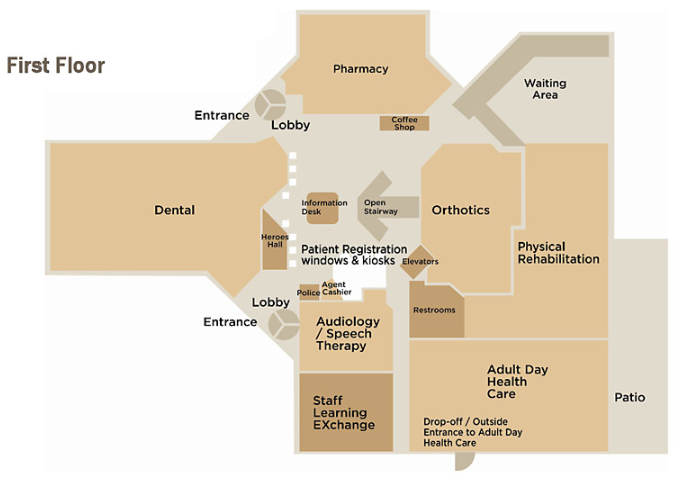 First Floor
Pharmacy
Waiting
Area
Entrance
Lobby
Coffee
Shop
Dental
Information
Desk
Open
Stairway
Orthotics
Heroes
Hall
Patient Registration
windows & kiosks
Elevators
Physical
Rehabilitation
Police
Agent
Cashier
Lobby
Entrance
Restrooms
Audiology
/ Speech
Therapy
Adult Day
Health
Care
Patio
Staff
Learning
EXchange
Drop-off / Outside
Entrance to Adult Day
Health Care